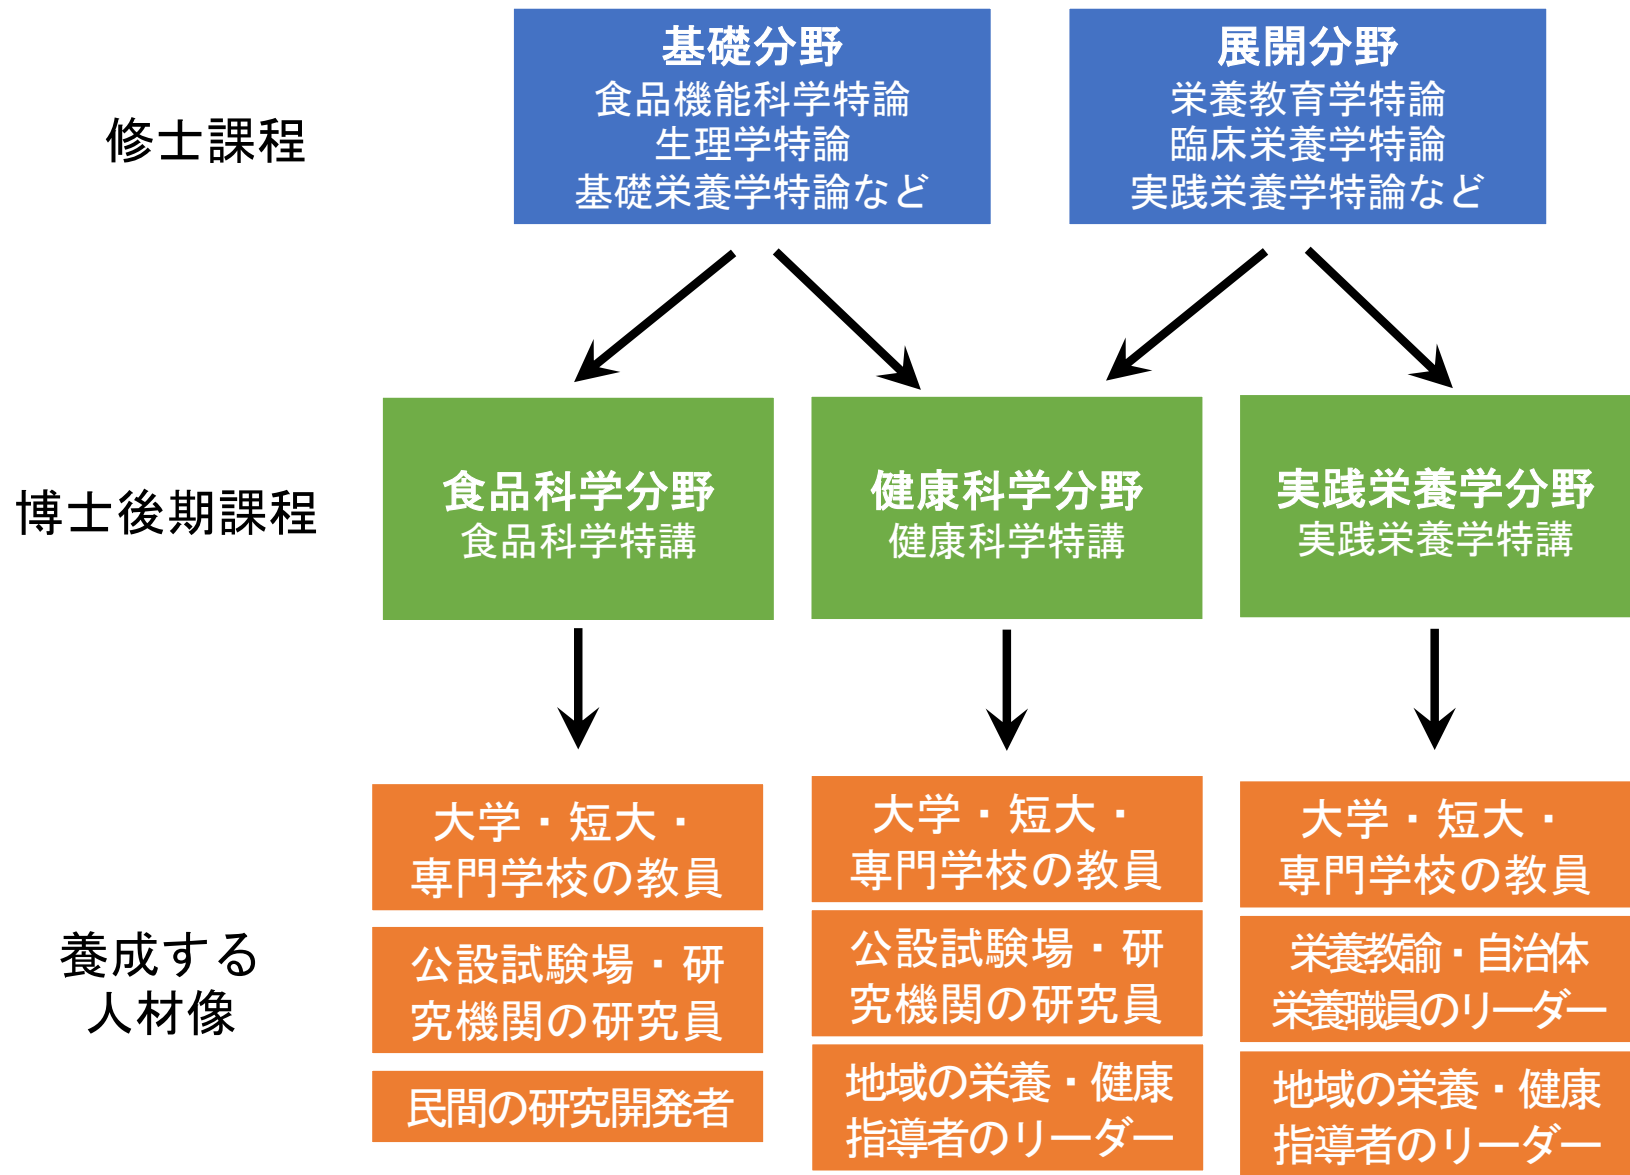 修士課程
基礎分野
食品機能科学特論
生理学特論
基礎栄養学特論など
展開分野
栄養教育学特論
臨床栄養学特論
実践栄養学特論など
博士後期課程
食品科学分野
食品科学特講
健康科学分野
健康科学特講
実践栄養学分野
実践栄養学特講
養成する
人材像
大学・短大・
専門学校の教員
公設試験場・研
究機関の研究員
民間の研究開発者
大学・短大・
専門学校の教員
公設試験場・研
究機関の研究員
地域の栄養・健康
指導者のリーダー
大学・短大・
専門学校の教員
栄養教諭・自治体
栄養職員のリーダー
地域の栄養・健康
指導者のリーダー